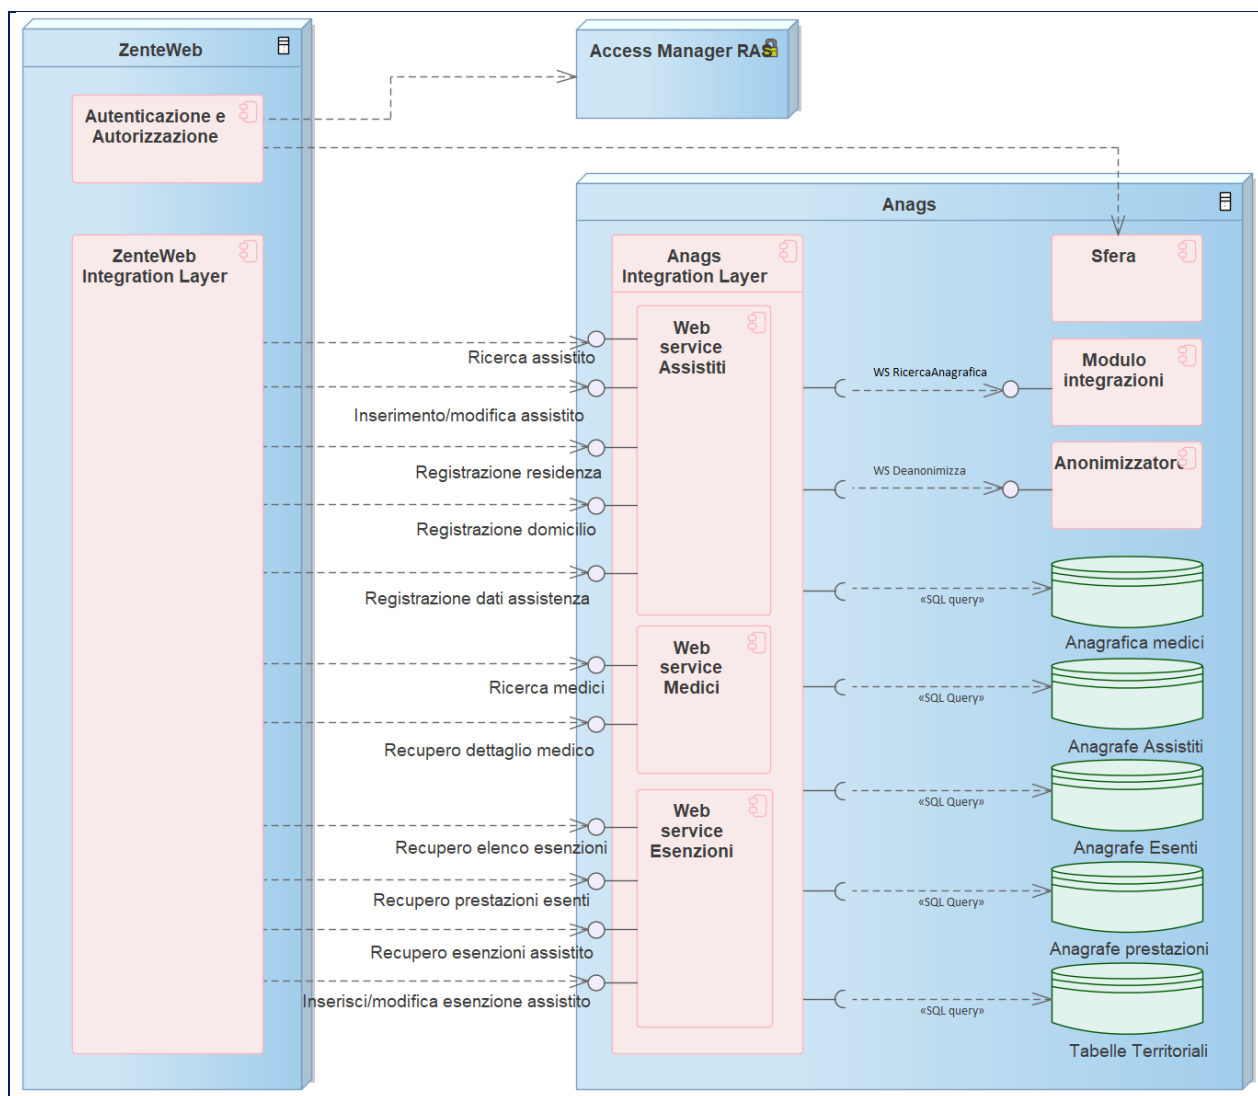 ZenteWeb
Access Manager RAS
Autenticazione e
Autorizzazione
Anags
ZenteWeb
Integration Layer
Anags
Integration Layer
Sfera
Web
service
Assistiti
Ricerca assistito
Inserimento/modifica assistito
Registrazione residenza
Registrazione domicilio
Registrazione dati assistenza
WS RicercaAnagrafica
Modulo
integrazioni
WS Deanonimizza
Anonimizzatore
«SQL query»
Anagrafica medici
Web
service
Medici
Ricerca medici
Recupero dettaglio medico
«SQL Query»
Anagrafe Assistiti
Web
service
Esenzioni
Recupero elenco esenzioni
Recupero prestazioni esenti
Recupero esenzioni assistito
Inserisci/modifica esenzione assistito
«SQL Query»
Anagrafe Esenti
«SQL Query»
Anagrafe prestazioni
«SQL query»
Tabelle Territoriali